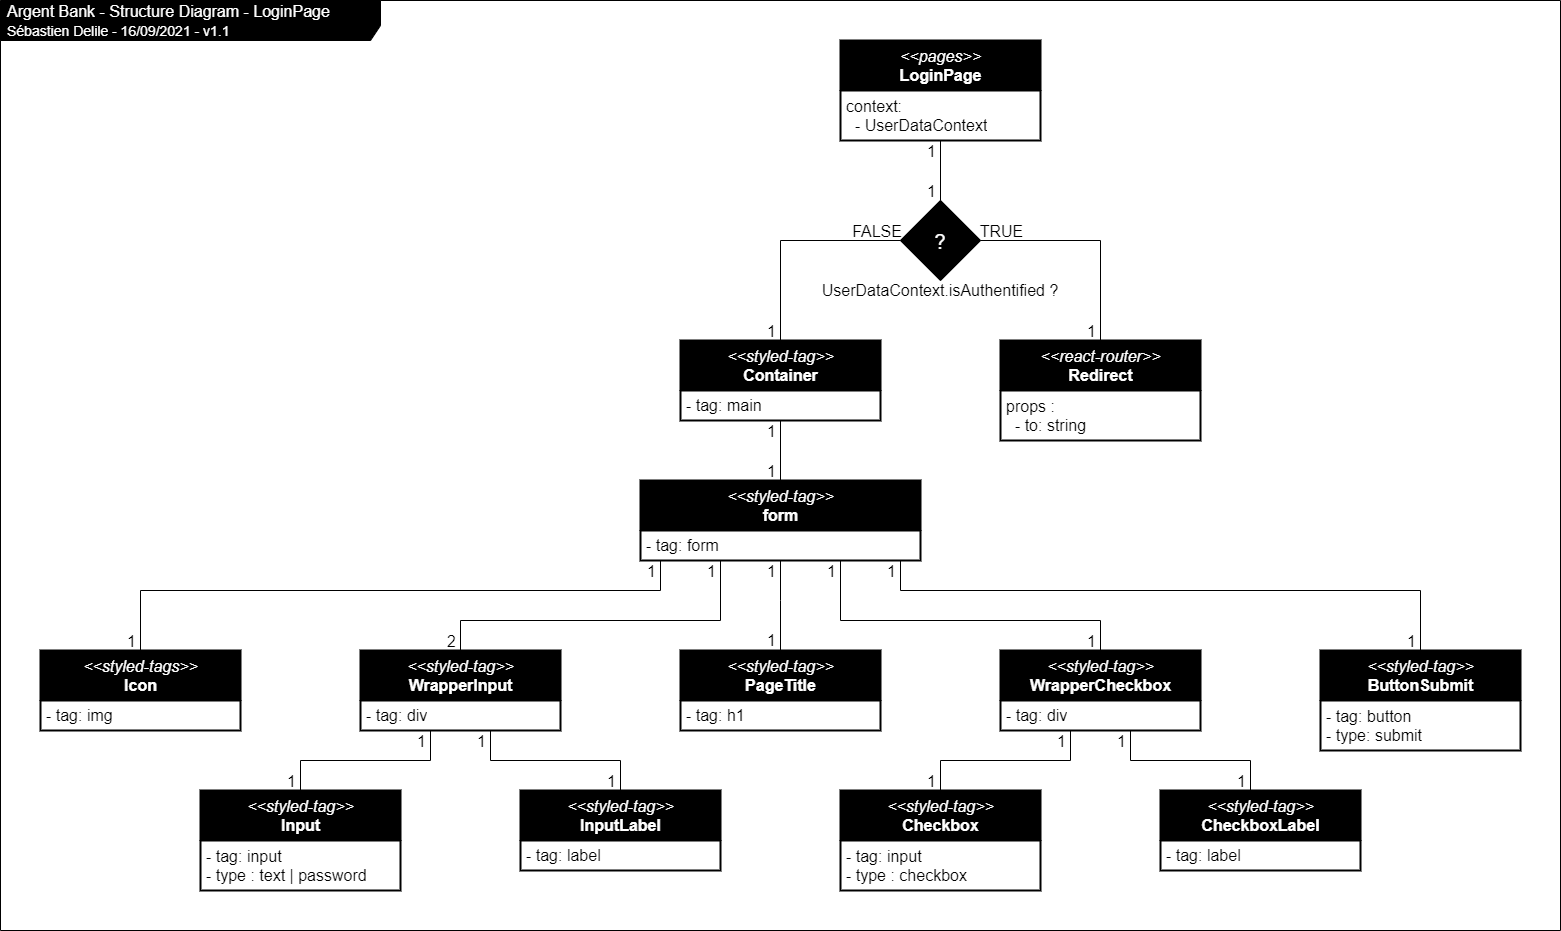 Argent Bank - Structure Diagram - LoginPage
Sébastien Delile - 16/09/2021 - v1.1
<<pages>>
LoginPage
context:
- UserDataContext
1
1
FALSE
?
TRUE
UserDataContext.isAuthentified ?
1
1
<<styled-tag>>
Container
- tag: main
<<react-router>>
Redirect
props :
- to: string
1
1
<<styled-tag>>
form
- tag: form
1 1 1 1 1
1 2 1 1 1
<<styled-tags>>
Icon
- tag: img
<<styled-tag>>
WrapperInput
- tag: div
<<styled-tag>>
PageTitle
- tag: h1
<<styled-tag>>
WrapperCheckbox
- tag: div
<<styled-tag>>
ButtonSubmit
- tag: button
- type: submit
1 1 1 1
1 1 1 1
<<styled-tag>>
Input
- tag: input
- type : text | password
<<styled-tag>>
InputLabel
- tag: label
<<styled-tag>>
Checkbox
- tag: input
- type : checkbox
<<styled-tag>>
CheckboxLabel
- tag: label